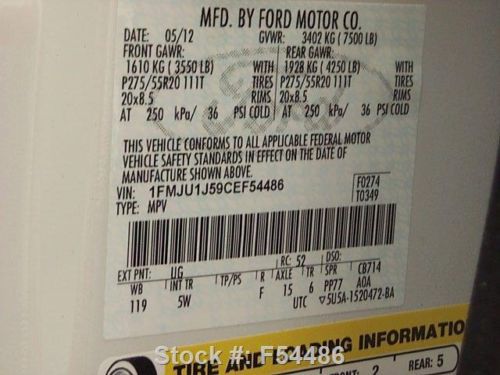 MFD. BY FORD MOTOR CO.
DATE: 05/12 GVWR: 3402 KG ( 7500 LB)
FRONT GAWR: REAR GAWR:
1610 KG ( 3550 LB) WITH 1928 KG ( 4250 LB) WITH
P275/55R20 111T TIRES P275/55R20 111T TIRES
20x8.5 RIMS 20x8.5 RIMS
AT 250 kPa/ 36 PSI COLD AT 250 kPa/ 36 PSI COLD
THIS VEHICLE CONFORMS TO ALL APPLICABLE FEDERAL MOTOR
VEHICLE SAFETY STANDARDS IN EFFECT ON THE DATE OF
MANUFACTURE SHOWN ABOVE.
VIN: 1FMJU1J59CEF54486 F0274
TYPE: MPV T0349
EXT PNT: UG RC: 52 DSO:
WB INT TR TP/PS R AXLE TR SPR CB714
119 5W F 15 6 PP77 AOA
UTC 5U5A-1520472-BA
TIRE AND LOADING INFORMATIO
Stock #: F54486
2 REAR: 5